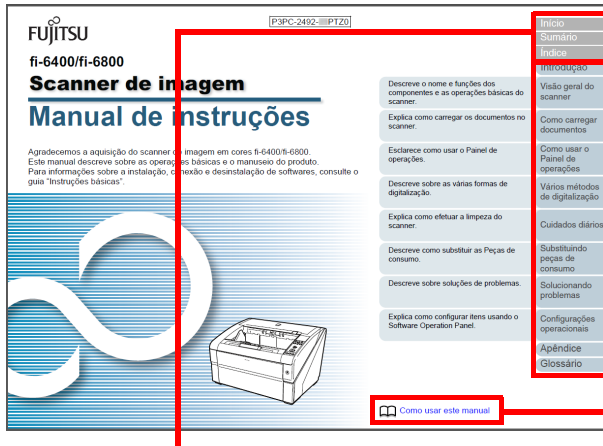 FUJITSU
P3PC-2492- PTZ0
fi-6400/fi-6800
Scanner de imagem
Manual de instruções
Agradecemos a aquisição do scanner de imagem em cores fi-6400/fi-6800.
Este manual descreve sobre as operações básicas e o manuseio do produto.
Para informações sobre a instalação, conexão e desinstalação de softwares, consulte o
guia "Instruções básicas".
Descreve o nome e funções dos
componentes e as operações básicas do
scanner.
Explica como carregar os documentos no
scanner.
Esclarece como usar o Painel de
operações.
Descreve sobre as várias formas de
digitalização.
Explica como efetuar a limpeza do
scanner.
Descreve como substituir as Peças de
consumo.
Descreve sobre soluções de problemas.
Explica como configurar itens usando o
Software Operation Panel.
Início
Sumário
Índice
Introdução
Visão geral do
scanner
Como carregar
documentos
Como usar o
Painel de
operações
Vários métodos
de digitalização
Cuidados diários
Substituindo
peças de
consumo
Solucionando
problemas
Configurações
operacionais
Apêndice
Glossário
Como usar este manual